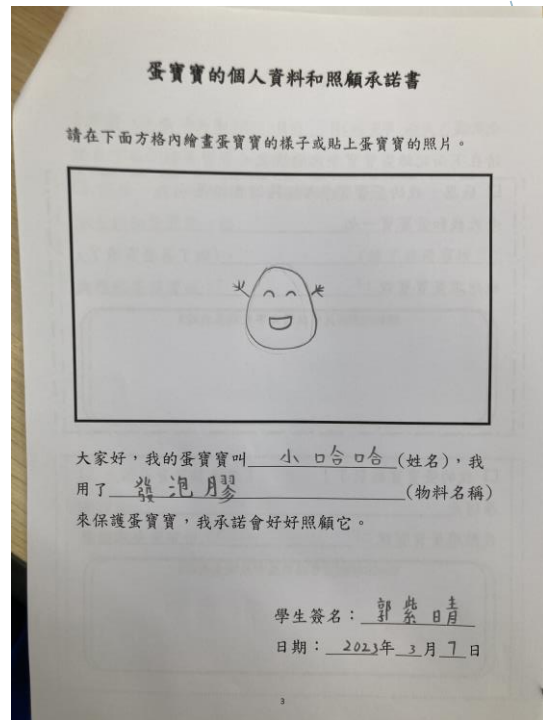 蛋寶寶的個人資料和照顧承諾書
請在下面方格內繪畫蛋寶寶的樣子或貼上蛋寶寶的照片。
大家好，我的蛋寶寶叫 小哈哈 (姓名)，我
用了 發泡膠 (物料名稱)
來保護蛋寶寶，我承諾會好好照顧它。
學生簽名：郭紫晴
日期：2023年3月7日
3